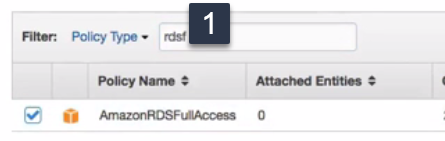 1
Filter: Policy Type rdsf
Policy Name Attached Entities
AmazonRDSFullAccess 0